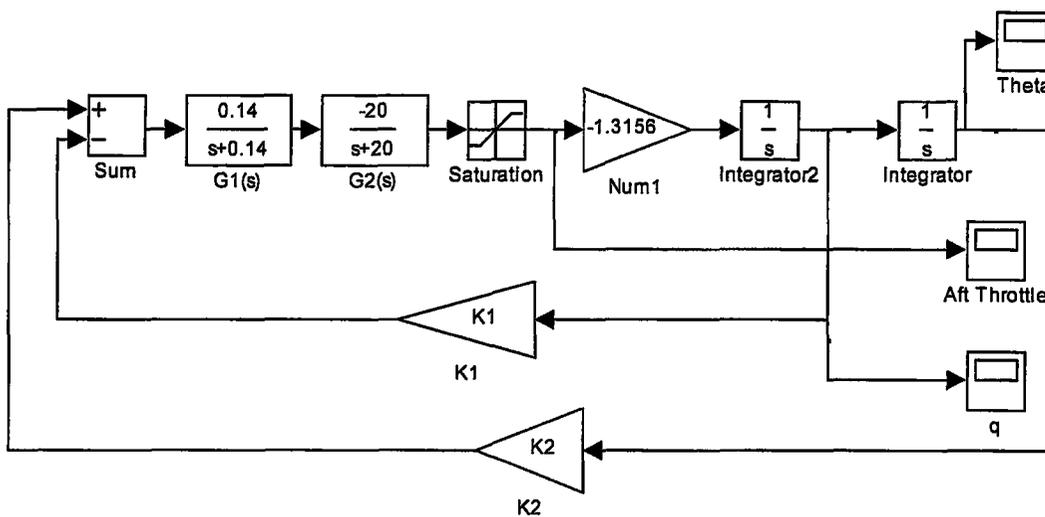 Theta
+
−
Sum
0.14
s+0.14
G1(s)
-20
s+20
G2(s)
Saturation
-1.3156
Num1
1
s
Integrator2
1
s
Integrator
Aft Throttle
K1
K1
q
K2
K2